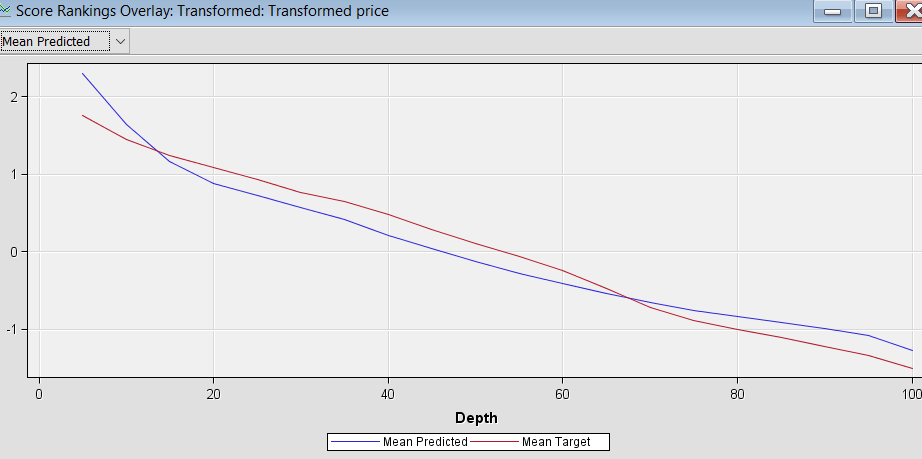 Score Rankings Overlay: Transformed: Transformed price
Mean Predicted
2
1
0
-1
0 20 40 60 80 100
Depth
Mean Predicted Mean Target